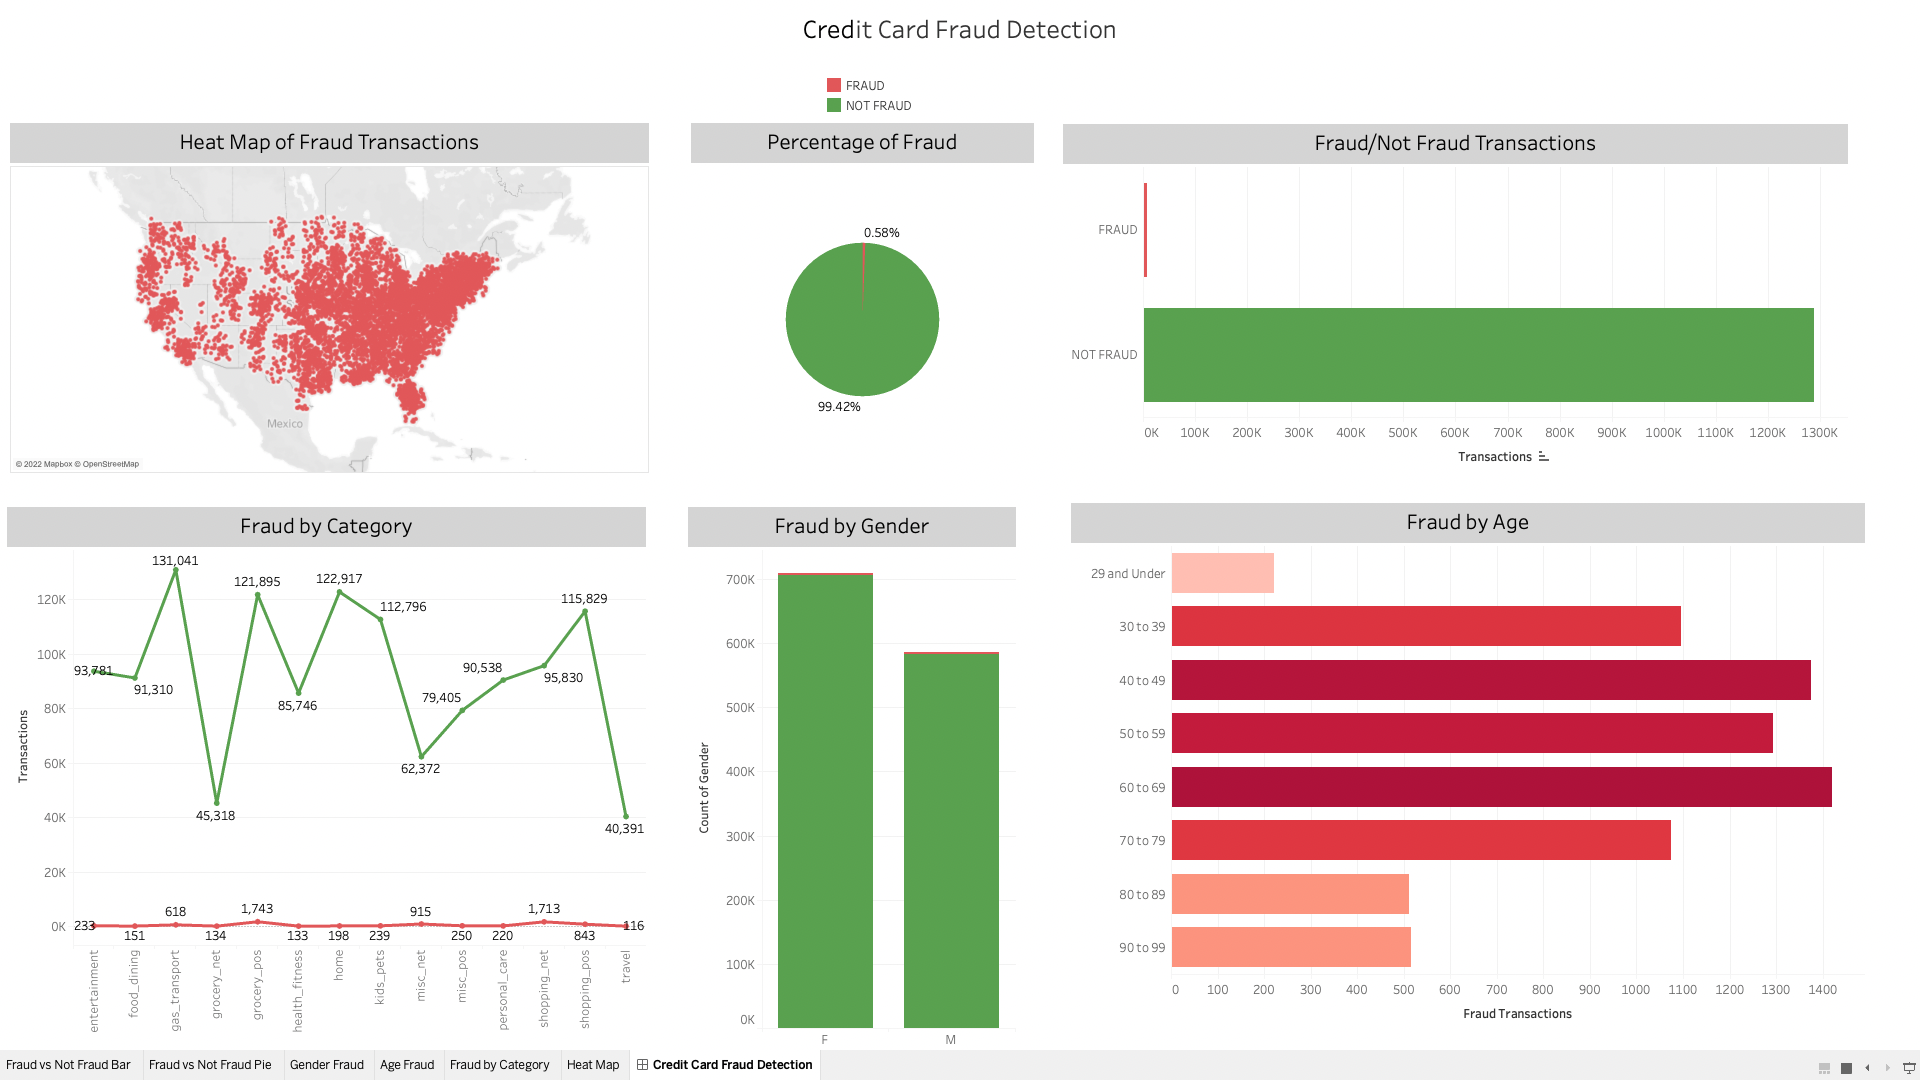 Credit Card Fraud Detection
FRAUD
NOT FRAUD
Heat Map of Fraud Transactions
Mexico
© 2022 Mapbox © OpenStreetMap
Percentage of Fraud
0.58%
99.42%
Fraud/Not Fraud Transactions
FRAUD
NOT FRAUD
0K 100K 200K 300K 400K 500K 600K 700K 800K 900K 1000K 1100K 1200K 1300K
Transactions
Fraud by Category
Transactions
120K
100K
80K
60K
40K
20K
0K
93,781
91,310
131,041
45,318
121,895
85,746
122,917
112,796
62,372
79,405
90,538
95,830
115,829
40,391
233
151
618
134
1,743
133
198
239
915
250
220
1,713
843
116
entertainment
food_dining
gas_transport
grocery_net
grocery_pos
health_fitness
home
kids_pets
misc_net
misc_pos
personal_care
shopping_net
shopping_pos
travel
Fraud by Gender
Count of Gender
700K
600K
500K
400K
300K
200K
100K
0K
F M
Fraud by Age
29 and Under
30 to 39
40 to 49
50 to 59
60 to 69
70 to 79
80 to 89
90 to 99
0 100 200 300 400 500 600 700 800 900 1000 1100 1200 1300 1400
Fraud Transactions
Fraud vs Not Fraud Bar Fraud vs Not Fraud Pie Gender Fraud Age Fraud Fraud by Category Heat Map Credit Card Fraud Detection